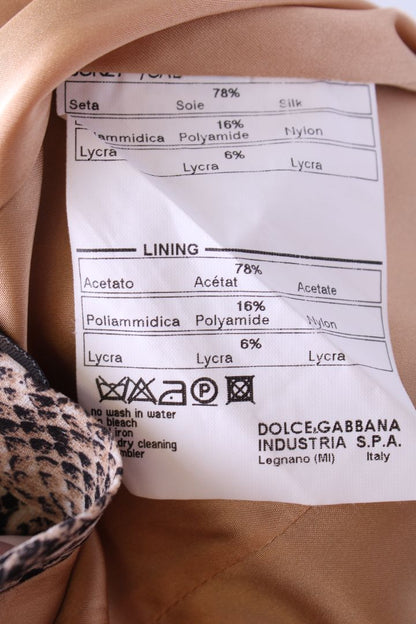 78%
Seta Soie Silk
16%
Polyamide Nylon
6%
Lycra Lycra Lycra
LINING
78%
Acetato Acétat Acetate
16%
Poliammidica Polyamide Nylon
6%
Lycra Lycra Lycra
no wash in water
bleach
iron
dry cleaning
DOLCE&GABBANA
INDUSTRIA S.P.A.
Legnano (MI) Italy